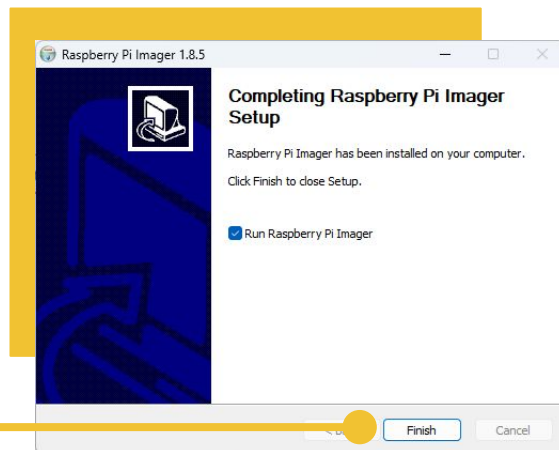 Raspberry Pi Imager 1.8.5
Completing Raspberry Pi Imager
Setup
Raspberry Pi Imager has been installed on your computer.
Click Finish to close Setup.
Run Raspberry Pi Imager
Finish
Cancel